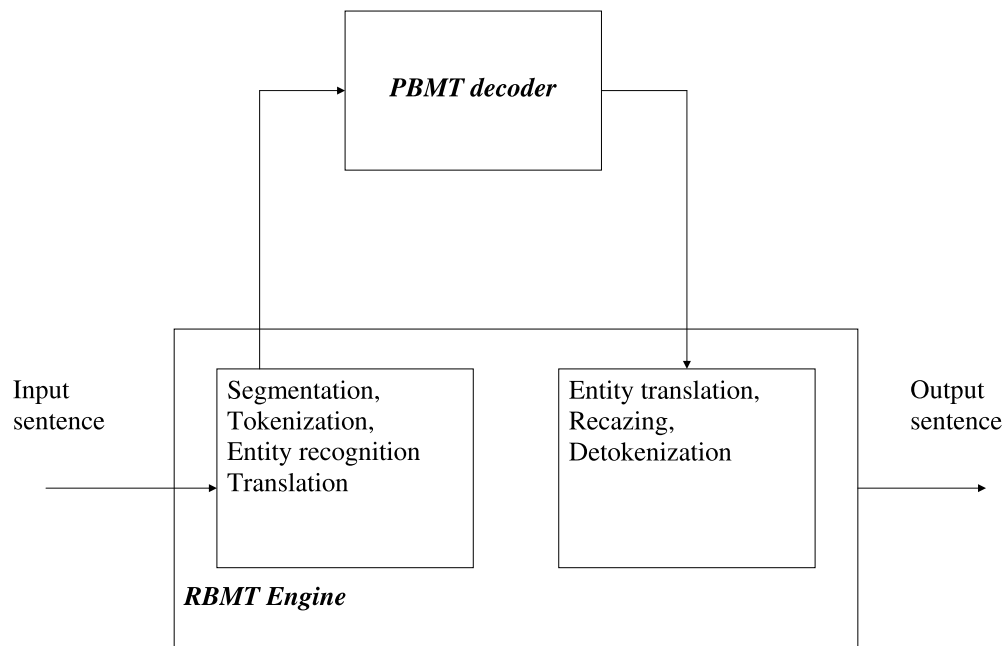 PBMT decoder
Input
sentence
Segmentation,
Tokenization,
Entity recognition
Translation
Entity translation,
Recazing,
Detokenization
Output
sentence
RBMT Engine